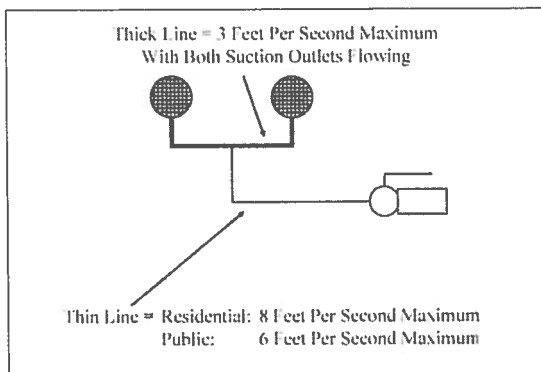 Thick Line = 3 Feet Per Second Maximum
With Both Suction Outlets Flowing
Thin Line = Residential: 8 Feet Per Second Maximum
Public: 6 Feet Per Second Maximum